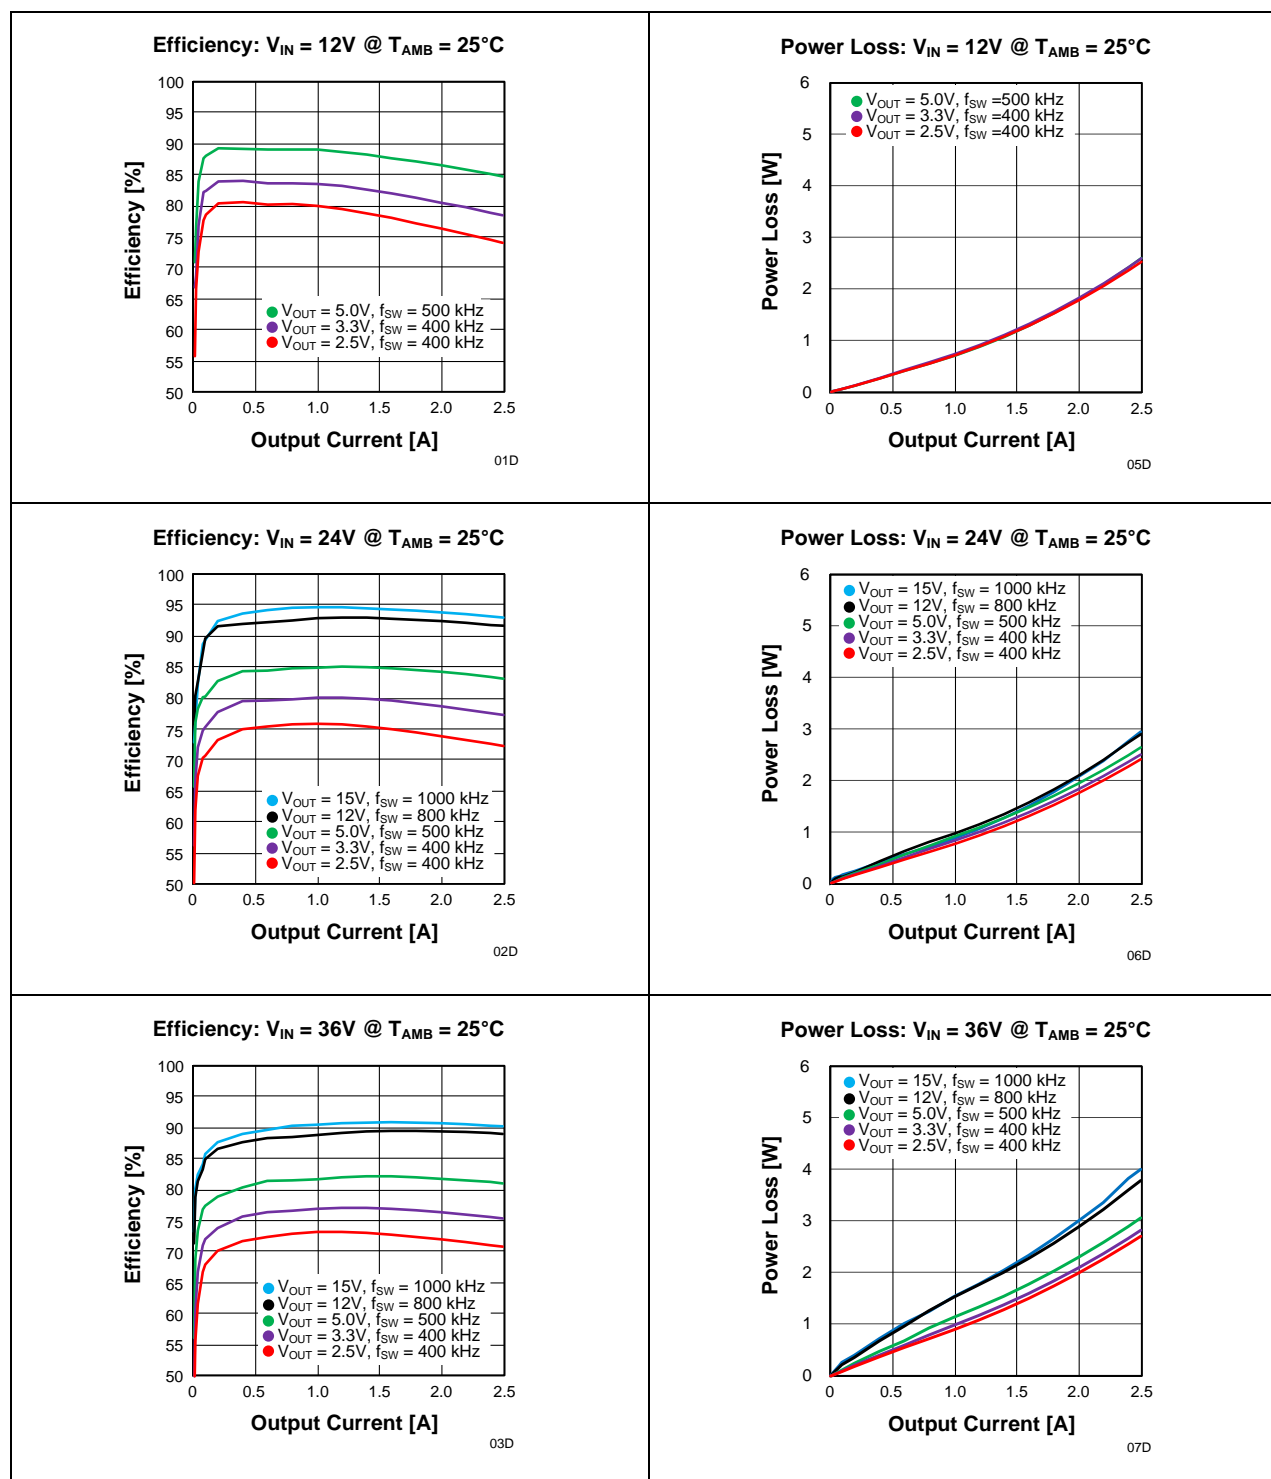 Efficiency: VIN = 12V @ TAMB = 25°C
Efficiency [%]
100
95
90
85
80
75
70
65
60
55
50
VOUT = 5.0V, fSW = 500 kHz
VOUT = 3.3V, fSW = 400 kHz
VOUT = 2.5V, fSW = 400 kHz
0 0.5 1.0 1.5 2.0 2.5
Output Current [A]
01D
Power Loss: VIN = 12V @ TAMB = 25°C
Power Loss [W]
6
5
4
3
2
1
0
VOUT = 5.0V, fSW =500 kHz
VOUT = 3.3V, fSW =400 kHz
VOUT = 2.5V, fSW =400 kHz
0 0.5 1.0 1.5 2.0 2.5
Output Current [A]
05D
Efficiency: VIN = 24V @ TAMB = 25°C
Efficiency [%]
100
95
90
85
80
75
70
65
60
55
50
VOUT = 15V, fSW = 1000 kHz
VOUT = 12V, fSW = 800 kHz
VOUT = 5.0V, fSW = 500 kHz
VOUT = 3.3V, fSW = 400 kHz
VOUT = 2.5V, fSW = 400 kHz
0 0.5 1.0 1.5 2.0 2.5
Output Current [A]
02D
Power Loss: VIN = 24V @ TAMB = 25°C
Power Loss [W]
6
5
4
3
2
1
0
VOUT = 15V, fSW = 1000 kHz
VOUT = 12V, fSW = 800 kHz
VOUT = 5.0V, fSW = 500 kHz
VOUT = 3.3V, fSW = 400 kHz
VOUT = 2.5V, fSW = 400 kHz
0 0.5 1.0 1.5 2.0 2.5
Output Current [A]
06D
Efficiency: VIN = 36V @ TAMB = 25°C
Efficiency [%]
100
95
90
85
80
75
70
65
60
55
50
VOUT = 15V, fSW = 1000 kHz
VOUT = 12V, fSW = 800 kHz
VOUT = 5.0V, fSW = 500 kHz
VOUT = 3.3V, fSW = 400 kHz
VOUT = 2.5V, fSW = 400 kHz
0 0.5 1.0 1.5 2.0 2.5
Output Current [A]
03D
Power Loss: VIN = 36V @ TAMB = 25°C
Power Loss [W]
6
5
4
3
2
1
0
VOUT = 15V, fSW = 1000 kHz
VOUT = 12V, fSW = 800 kHz
VOUT = 5.0V, fSW = 500 kHz
VOUT = 3.3V, fSW = 400 kHz
VOUT = 2.5V, fSW = 400 kHz
0 0.5 1.0 1.5 2.0 2.5
Output Current [A]
07D